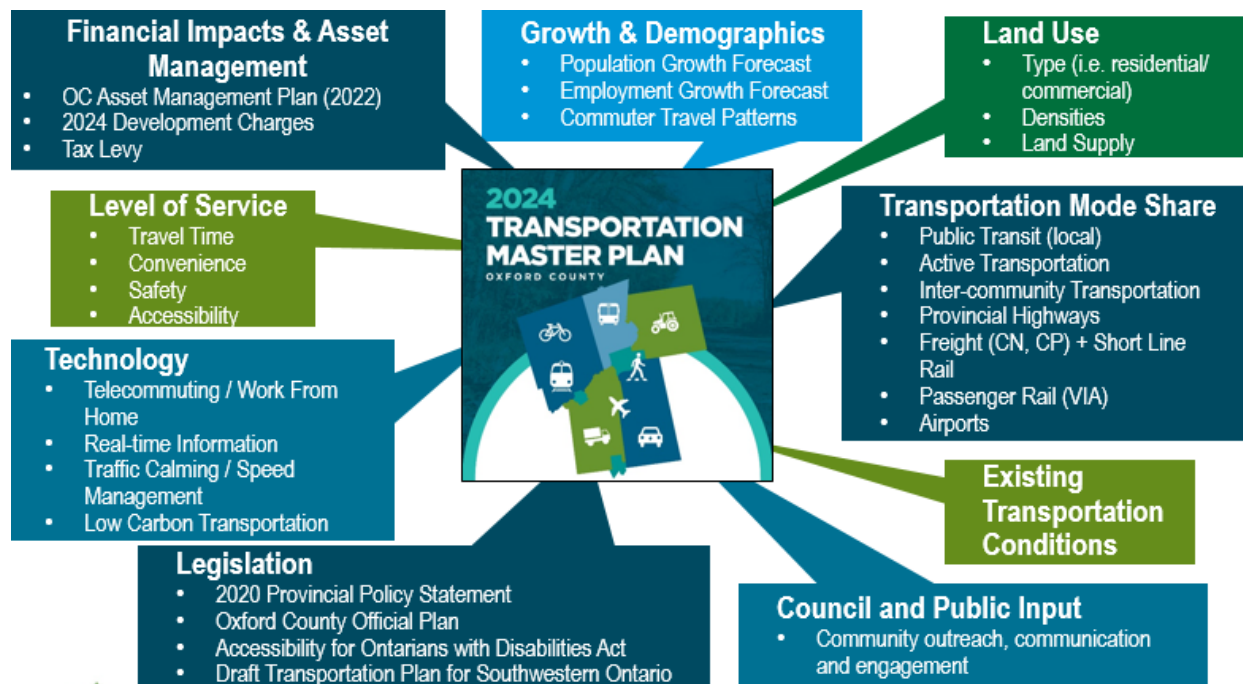 Financial Impacts & Asset
Management
• OC Asset Management Plan (2022)
• 2024 Development Charges
• Tax Levy
Growth & Demographics
• Population Growth Forecast
• Employment Growth Forecast
• Commuter Travel Patterns
Land Use
• Type (i.e. residential/
commercial)
• Densities
• Land Supply
Level of Service
• Travel Time
• Convenience
• Safety
• Accessibility
2024
TRANSPORTATION
MASTER PLAN
OXFORD COUNTY
Transportation Mode Share
• Public Transit (local)
• Active Transportation
• Inter-community Transportation
• Provincial Highways
• Freight (CN, CP) + Short Line
Rail
• Passenger Rail (VIA)
• Airports
Technology
• Telecommuting / Work From
Home
• Real-time Information
• Traffic Calming / Speed
Management
• Low Carbon Transportation
Existing
Transportation
Conditions
Legislation
• 2020 Provincial Policy Statement
• Oxford County Official Plan
• Accessibility for Ontarians with Disabilities Act
• Draft Transportation Plan for Southwestern Ontario
Council and Public Input
• Community outreach, communication
and engagement